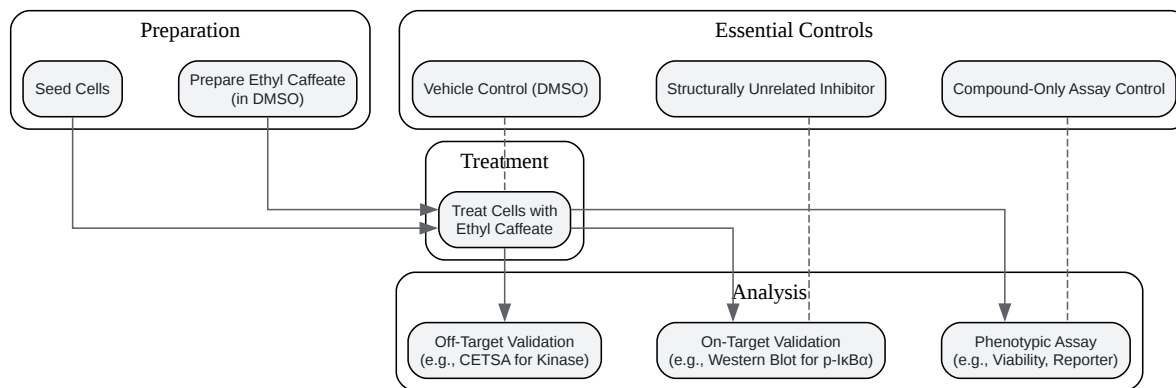 Preparation
Essential Controls
Seed Cells
Prepare Ethyl Caffeate
(in DMSO)
Vehicle Control (DMSO)
Structurally Unrelated Inhibitor
Compound-Only Assay Control
Treatment
Treat Cells with
Ethyl Caffeate
Analysis
Off-Target Validation
(e.g., CETSA for Kinase)
On-Target Validation
(e.g., Western Blot for p-IκBα)
Phenotypic Assay
(e.g., Viability, Reporter)